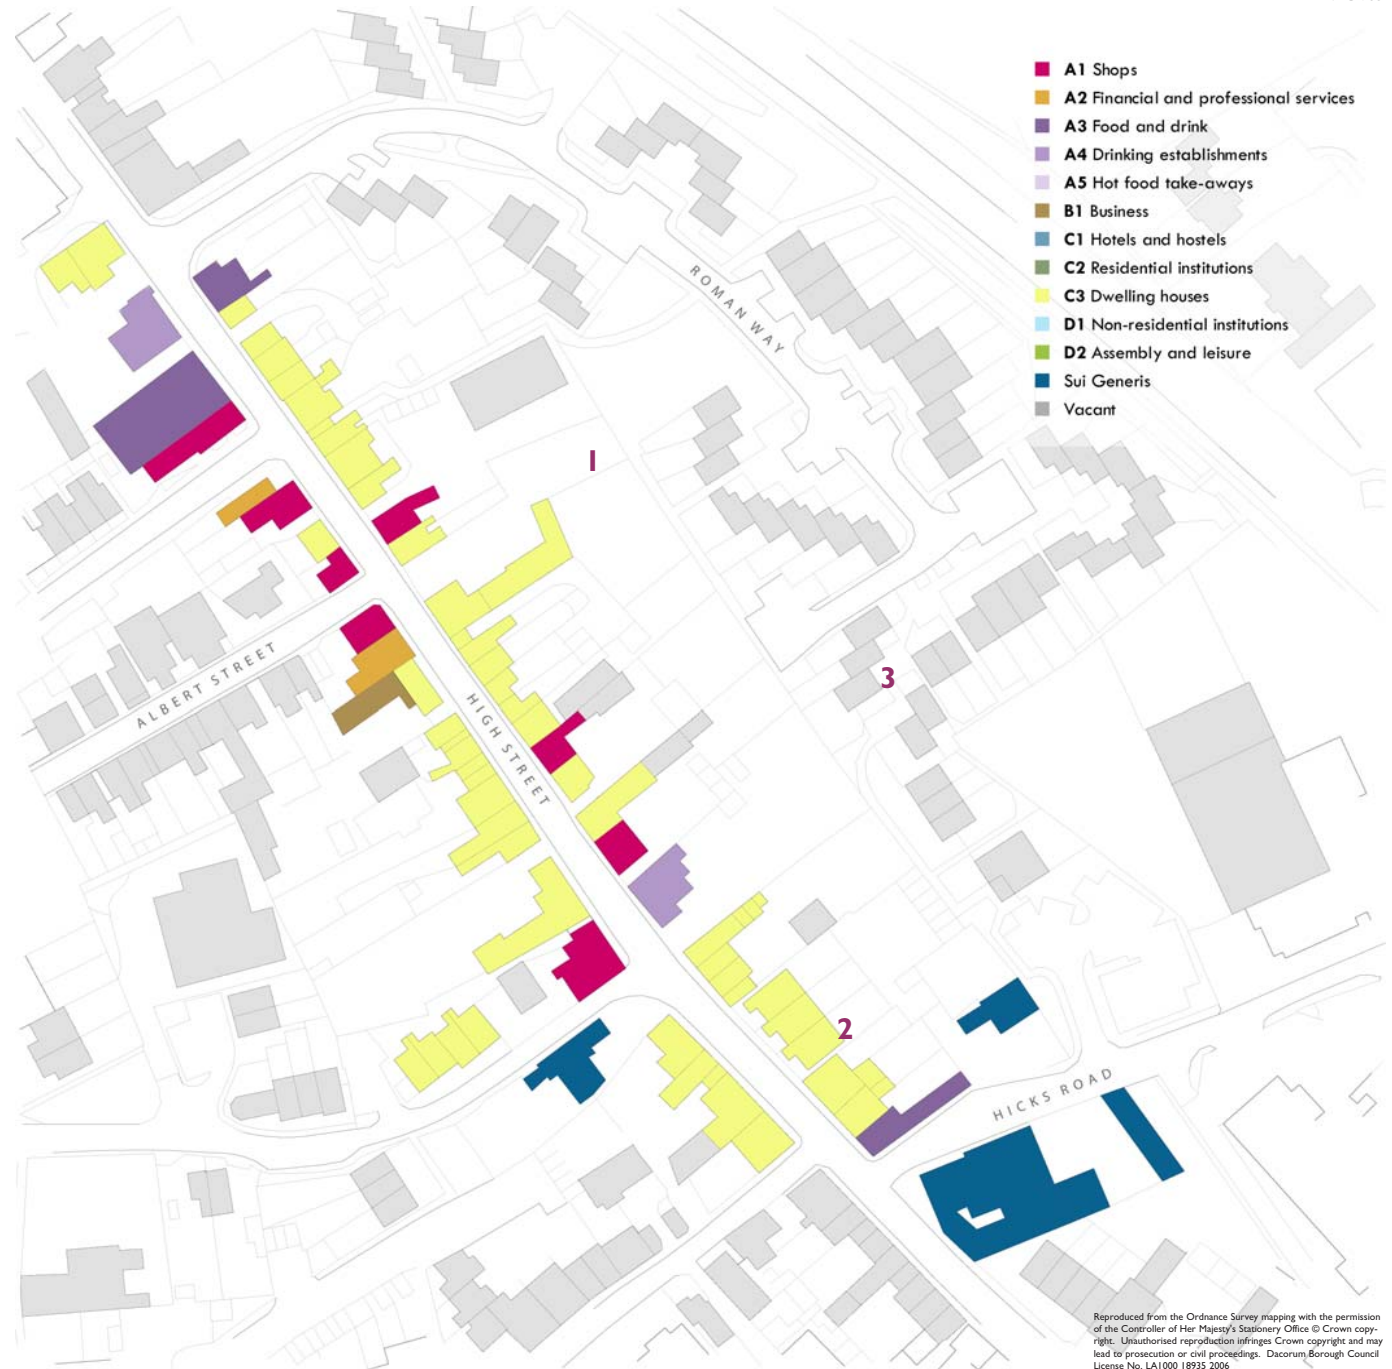 A1 Shops
A2 Financial and professional services
A3 Food and drink
A4 Drinking establishments
A5 Hot food take-aways
B1 Business
C1 Hotels and hostels
C2 Residential institutions
C3 Dwelling houses
D1 Non-residential institutions
D2 Assembly and leisure
Sui Generis
Vacant
ROMAN WAY
1
3
ALBERT STREET
HIGH STREET
2
HICKS ROAD
Reproduced from the Ordnance Survey mapping with the permission
of the Controller of Her Majesty's Stationery Office © Crown copy-
right. Unauthorised reproduction infringes Crown copyright and may
lead to prosecution or civil proceedings. Dacorum Borough Council
License No. LA1000 18935 2006